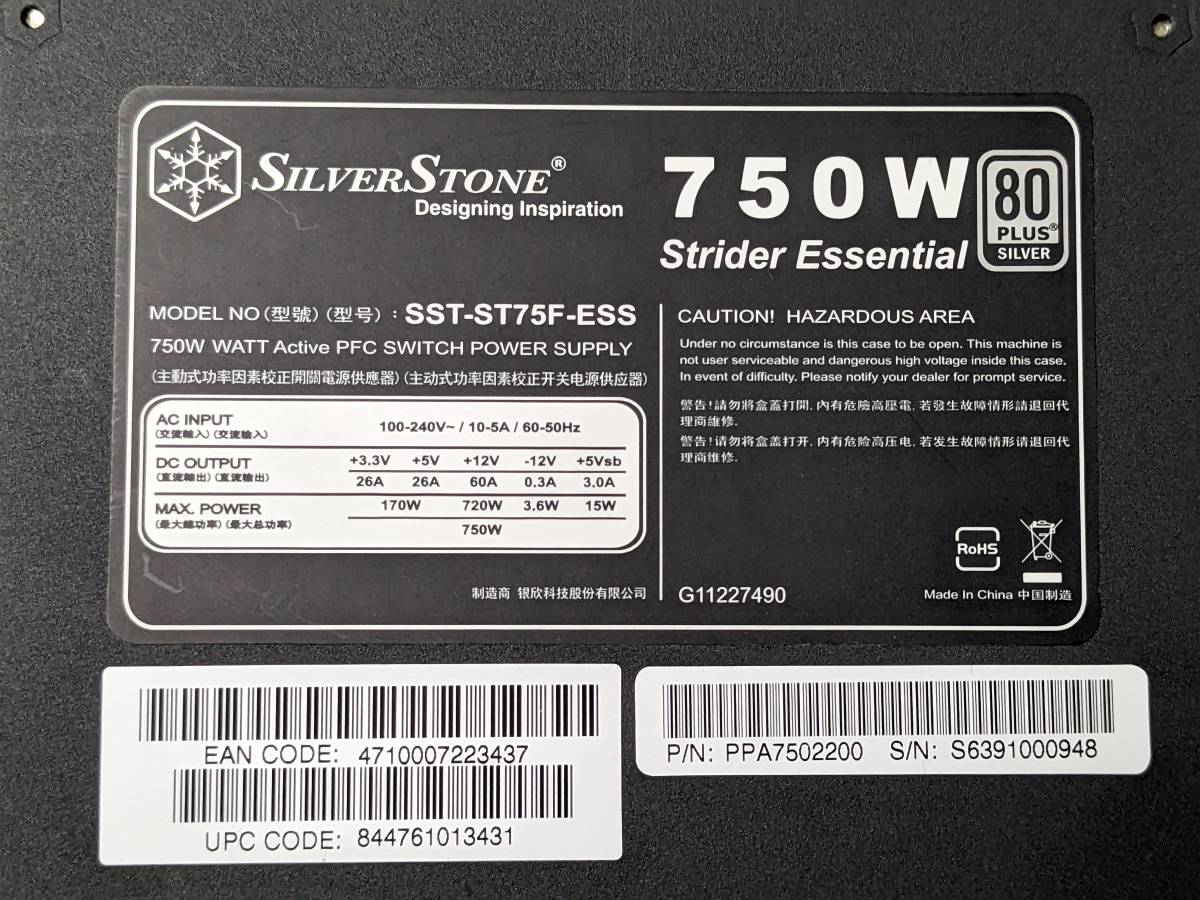 SILVERSTONE®
Designing Inspiration
750W
Strider Essential
80
PLUS®
SILVER
MODEL NO (型號) (型号) : SST-ST75F-ESS
750W WATT Active PFC SWITCH POWER SUPPLY
(主動式功率因素校正開關電源供應器) (主动式功率因素校正开关电源供应器)
AC INPUT
(交流輸入) (交流输入)
100-240V~ / 10-5A / 60-50Hz
DC OUTPUT
(直流輸出) (直流输出)
+3.3V +5V +12V -12V +5Vsb
26A 26A 60A 0.3A 3.0A
MAX. POWER
(最大總功率) (最大总功率)
170W 720W 3.6W 15W
750W
制造商 银欣科技股份有限公司
CAUTION! HAZARDOUS AREA
Under no circumstance is this case to be open. This machine is
not user serviceable and dangerous high voltage inside this case.
In event of difficulty. Please notify your dealer for prompt service.
警告!請勿將盒蓋打開, 內有危險高壓電, 若發生故障情形請退回代
理商維修.
警告!请勿将盒盖打开, 内有危险高压电, 若发生故障情形请退回代
理商维修.
RoHS
G11227490
Made In China 中国制造
EAN CODE: 4710007223437
UPC CODE: 844761013431
P/N: PPA7502200 S/N: S6391000948